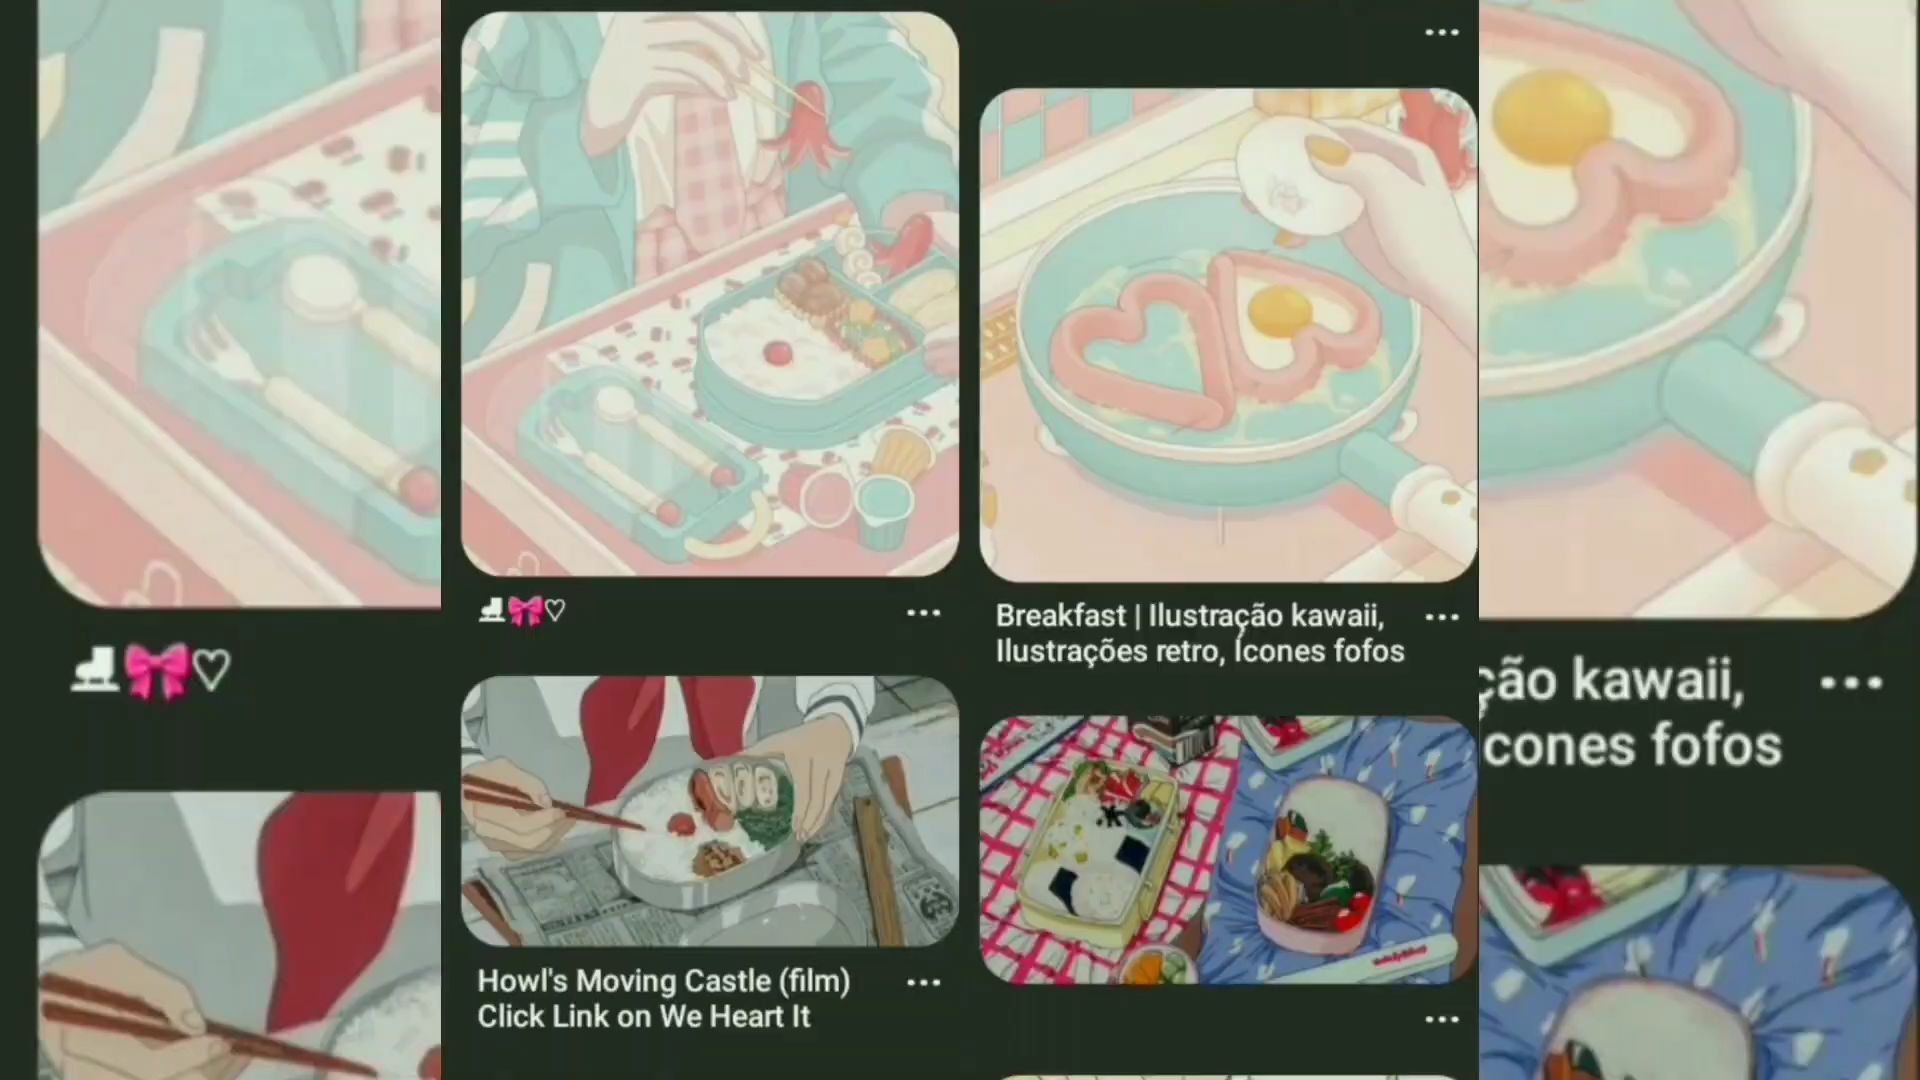 ⛸🎀♡
Breakfast | Ilustração kawaii,
Ilustrações retro, Ícones fofos
Howl's Moving Castle (film)
Click Link on We Heart It
⛸🎀♡
ção kawaii,
cones fofos